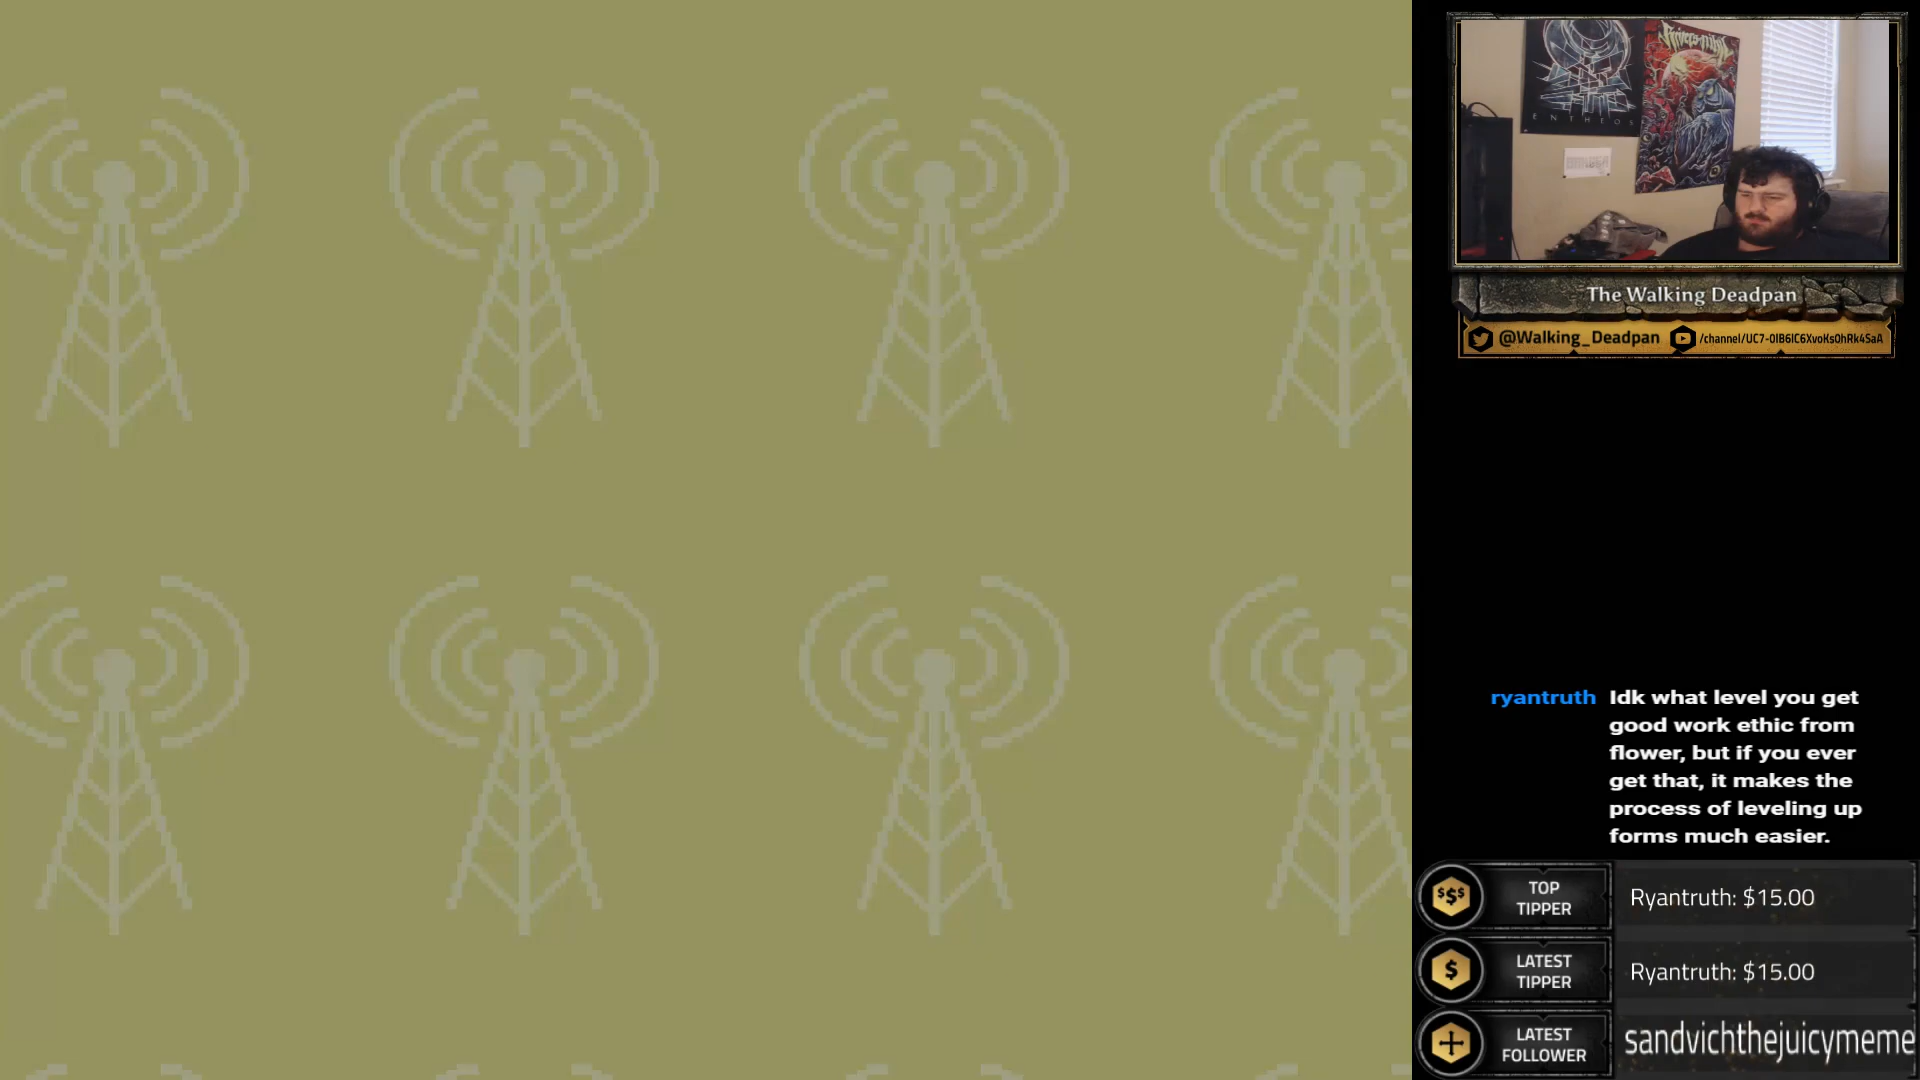 ENTHEOS
The Walking Deadpan
@Walking_Deadpan
/channel/UC7-0IB6IC6XvoKs0hRk4SaA
ryantruth Idk what level you get
good work ethic from
flower, but if you ever
get that, it makes the
process of leveling up
forms much easier.
$$$ TOP
TIPPER
Ryantruth: $15.00
$ LATEST
TIPPER
Ryantruth: $15.00
LATEST
FOLLOWER
sandvichthejuicymeme